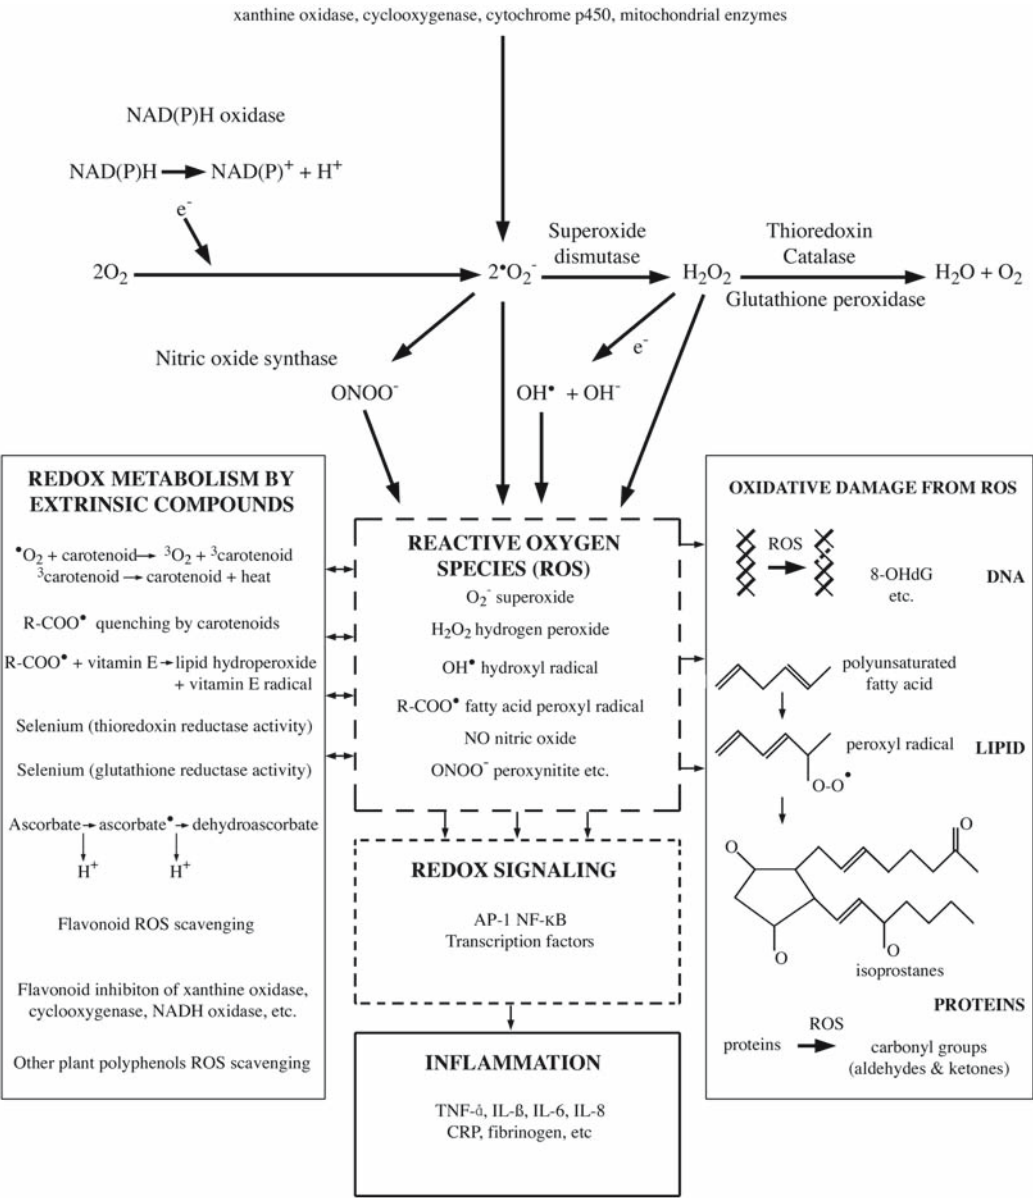 xanthine oxidase, cyclooxygenase, cytochrome p450, mitochondrial enzymes
NAD(P)H oxidase
NAD(P)H → NAD(P)⁺ + H⁺
e⁻
Superoxide
dismutase
Thioredoxin
Catalase
2O₂
2•O₂⁻
H₂O₂
H₂O + O₂
Glutathione peroxidase
e⁻
Nitric oxide synthase
ONOO⁻
OH• + OH⁻
REDOX METABOLISM BY
EXTRINSIC COMPOUNDS
•O₂ + carotenoid → ³O₂ + ³carotenoid
³carotenoid → carotenoid + heat
R-COO• quenching by carotenoids
R-COO• + vitamin E → lipid hydroperoxide
+ vitamin E radical
Selenium (thioredoxin reductase activity)
Selenium (glutathione reductase activity)
Ascorbate → ascorbate• → dehydroascorbate
H⁺ H⁺
Flavonoid ROS scavenging
Flavonoid inhibiton of xanthine oxidase,
cyclooxygenase, NADH oxidase, etc.
Other plant polyphenols ROS scavenging
REACTIVE OXYGEN
SPECIES (ROS)
O₂⁻ superoxide
H₂O₂ hydrogen peroxide
OH• hydroxyl radical
R-COO• fatty acid peroxyl radical
NO nitric oxide
ONOO⁻ peroxynitite etc.
REDOX SIGNALING
AP-1 NF-κB
Transcription factors
INFLAMMATION
TNF-å, IL-ß, IL-6, IL-8
CRP, fibrinogen, etc
OXIDATIVE DAMAGE FROM ROS
ROS
8-OHdG
etc.
DNA
polyunsaturated
fatty acid
peroxyl radical
LIPID
O-O•
O
O
O
O
isoprostanes
PROTEINS
ROS
proteins
carbonyl groups
(aldehydes & ketones)